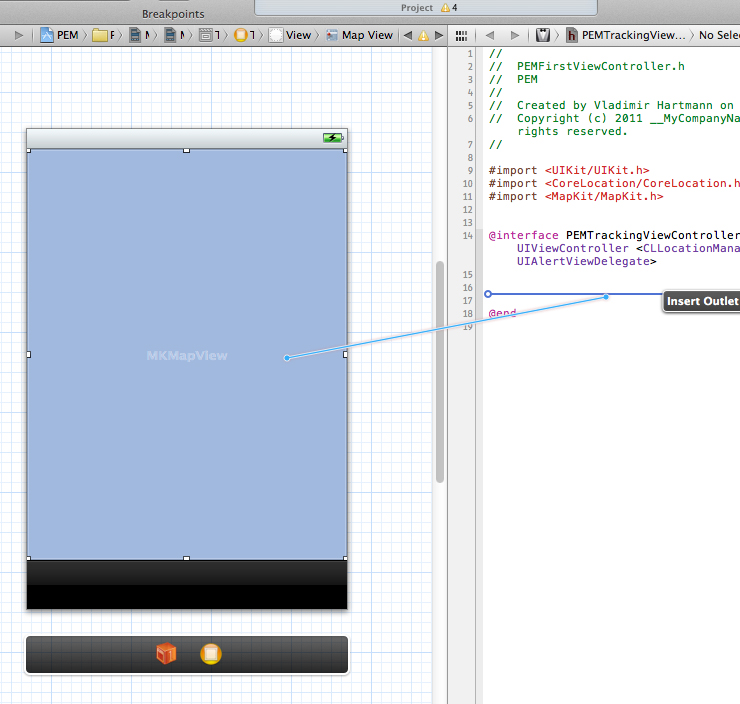 Breakpoints
Project 4
PEM
View
Map View
PEMTrackingView...
No Selec
1 //
2 // PEMFirstViewController.h
3 // PEM
4 //
5 // Created by Vladimir Hartmann on
6 // Copyright (c) 2011 __MyCompanyNa
rights reserved.
7 //
8
9 #import <UIKit/UIKit.h>
10 #import <CoreLocation/CoreLocation.h
11 #import <MapKit/MapKit.h>
12
13
14 @interface PEMTrackingViewController
UIViewController <CLLocationMana
UIAlertViewDelegate>
15
16
17
Insert Outlet
18 @end
19
MKMapView